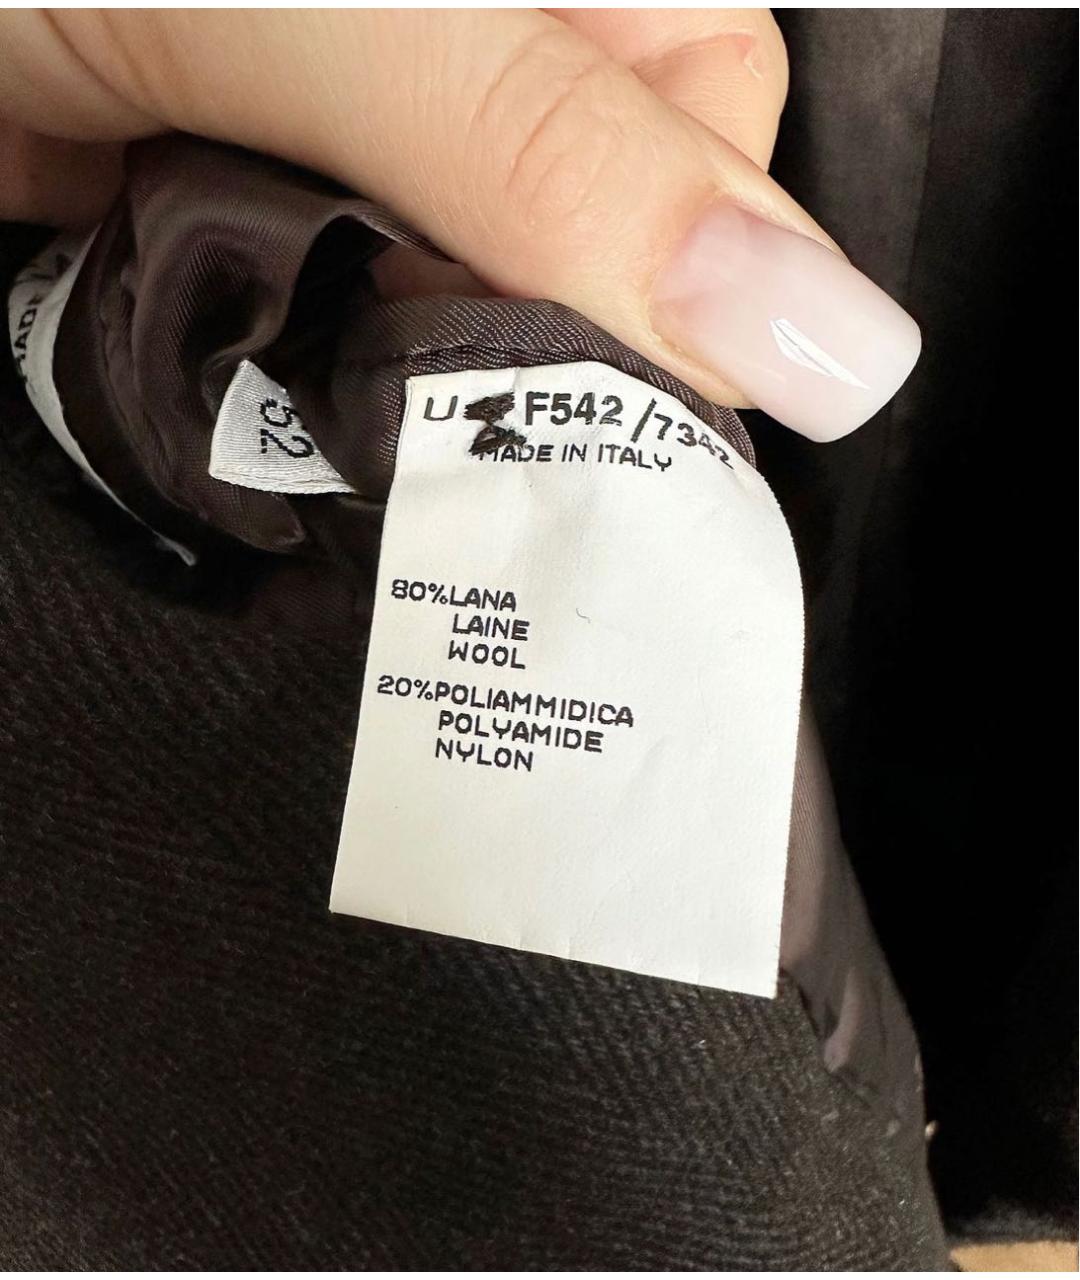 U F542/7342
MADE IN ITALY
80%LANA
LAINE
WOOL
20%POLIAMMIDICA
POLYAMIDE
NYLON
52